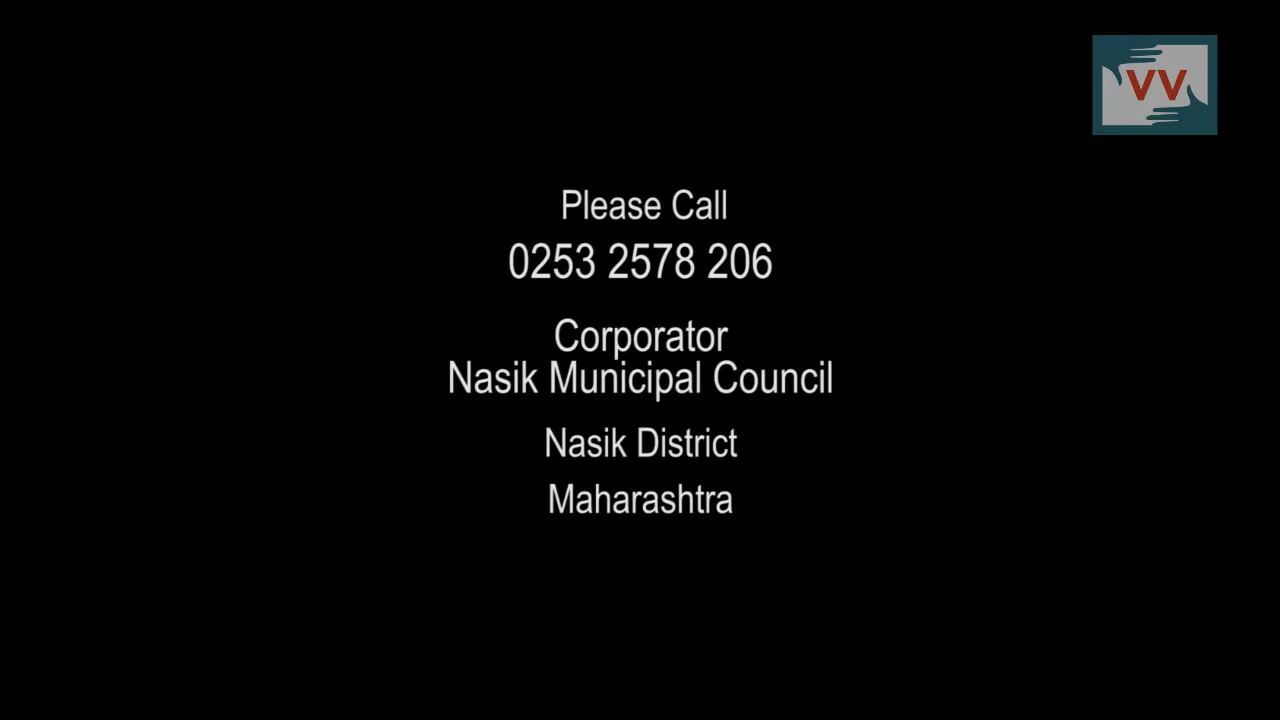 VV
Please Call
0253 2578 206
Corporator
Nasik Municipal Council
Nasik District
Maharashtra